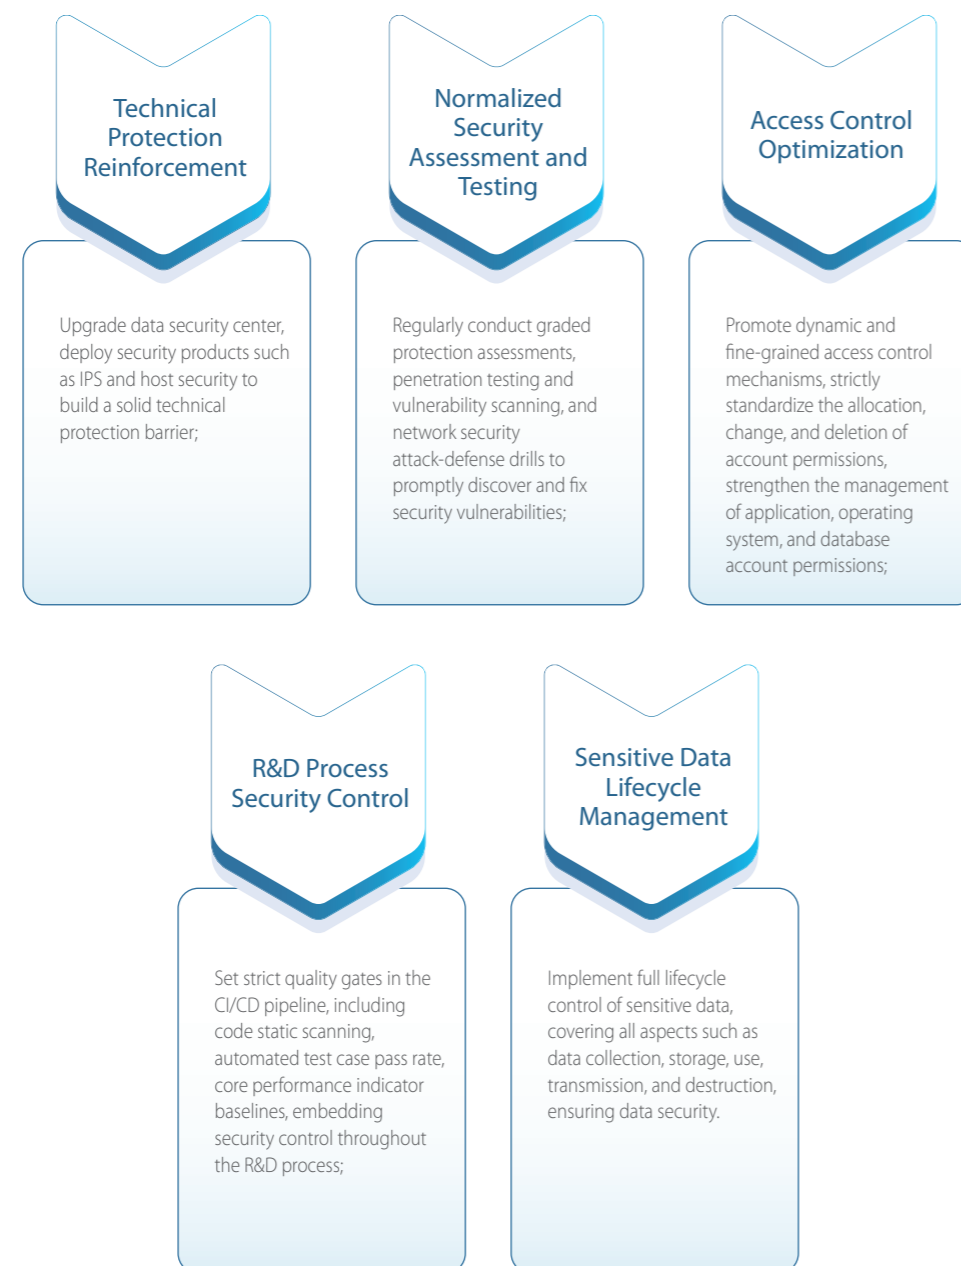 Technical
Protection
Reinforcement
Upgrade data security center,
deploy security products such
as IPS and host security to
build a solid technical
protection barrier;
Normalized
Security
Assessment and
Testing
Regularly conduct graded
protection assessments,
penetration testing and
vulnerability scanning, and
network security
attack-defense drills to
promptly discover and fix
security vulnerabilities;
Access Control
Optimization
Promote dynamic and
fine-grained access control
mechanisms, strictly
standardize the allocation,
change, and deletion of
account permissions,
strengthen the management
of application, operating
system, and database
account permissions;
R&D Process
Security Control
Set strict quality gates in the
CI/CD pipeline, including
code static scanning,
automated test case pass rate,
core performance indicator
baselines, embedding
security control throughout
the R&D process;
Sensitive Data
Lifecycle
Management
Implement full lifecycle
control of sensitive data,
covering all aspects such as
data collection, storage, use,
transmission, and destruction,
ensuring data security.